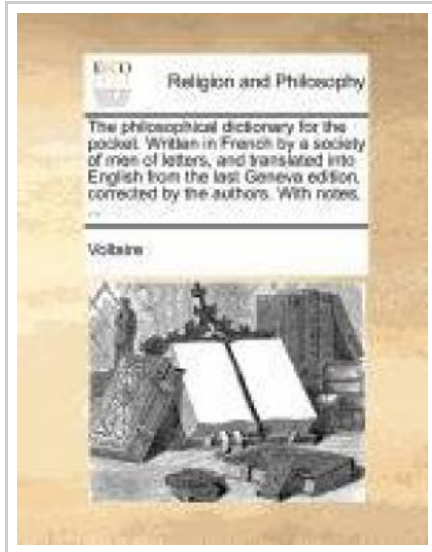 ECCO
Religion and Philosophy
The philosophical dictionary for the
pocket. Written in French by a society
of men of letters, and translated into
English from the last Geneva edition,
corrected by the authors. With notes,
...
Voltaire